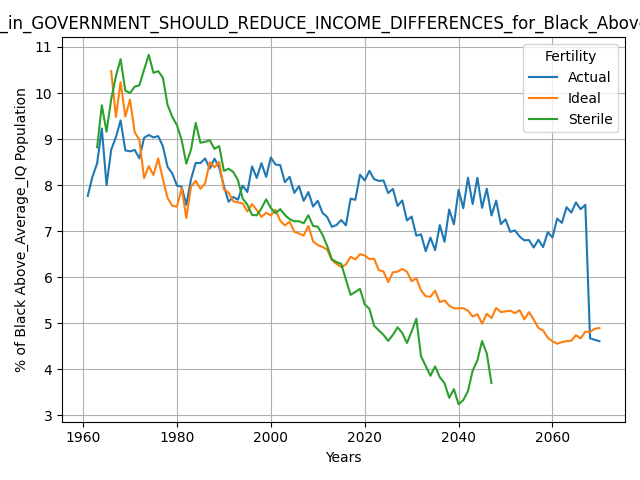 _in_GOVERNMENT_SHOULD_REDUCE_INCOME_DIFFERENCES_for_Black_Above
11
10
9
8
7
6
5
4
3
% of Black Above_Average_IQ Population
Fertility
Actual
Ideal
Sterile
1960 1980 2000 2020 2040 2060
Years